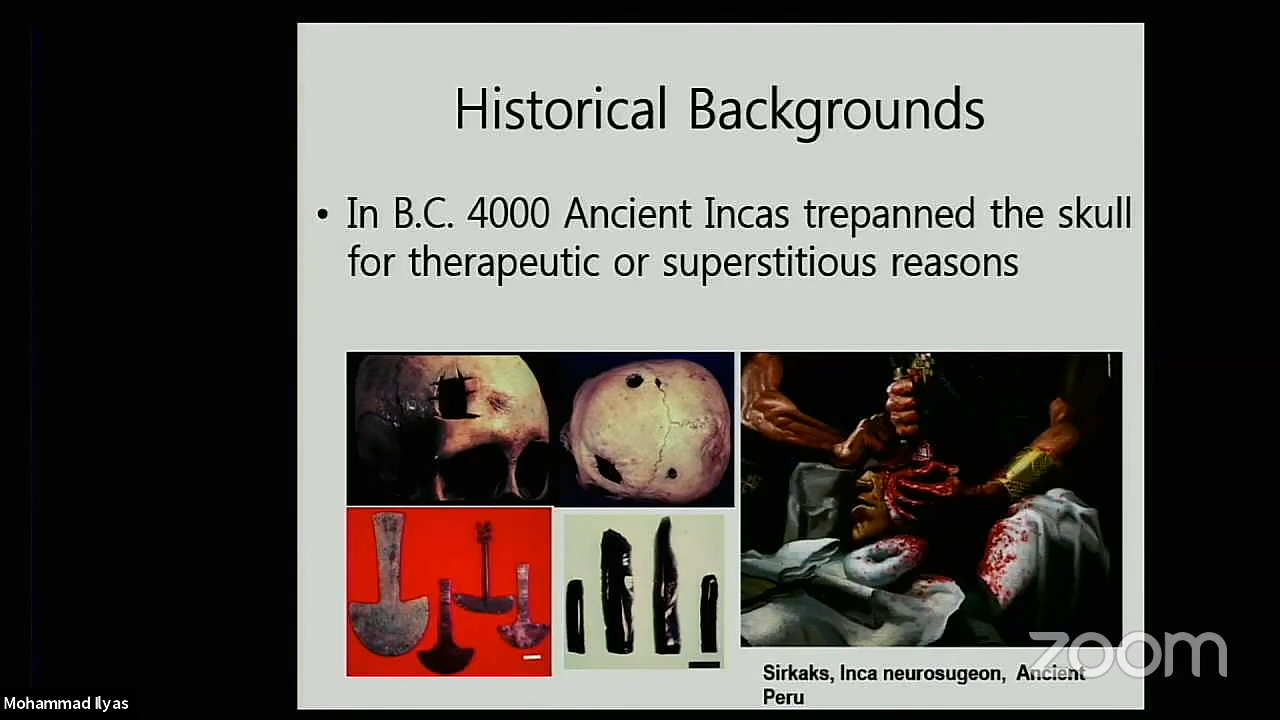 Historical Backgrounds
• In B.C. 4000 Ancient Incas trepanned the skull
for therapeutic or superstitious reasons
Sirkaks, Inca neurosugeon, Ancient
Peru
zoom
Mohammad Ilyas